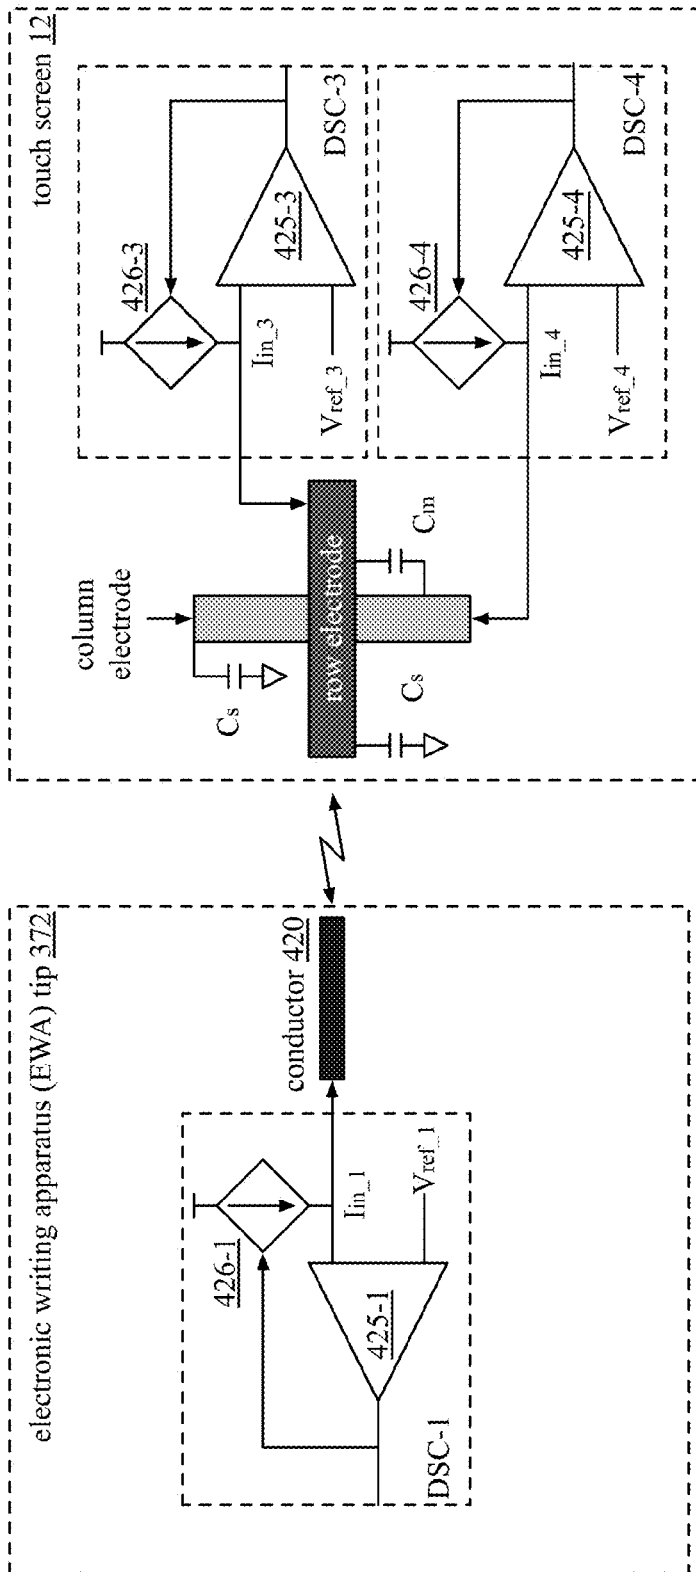 electronic writing apparatus (EWA) tip 372
DSC-1
425-1
426-1
Iin_1
Vref_1
conductor 420
touch screen 12
column
electrode
Cs
row electrode
Cs
Cm
426-3
Iin_3
425-3
Vref_3
DSC-3
426-4
Iin_4
425-4
Vref_4
DSC-4